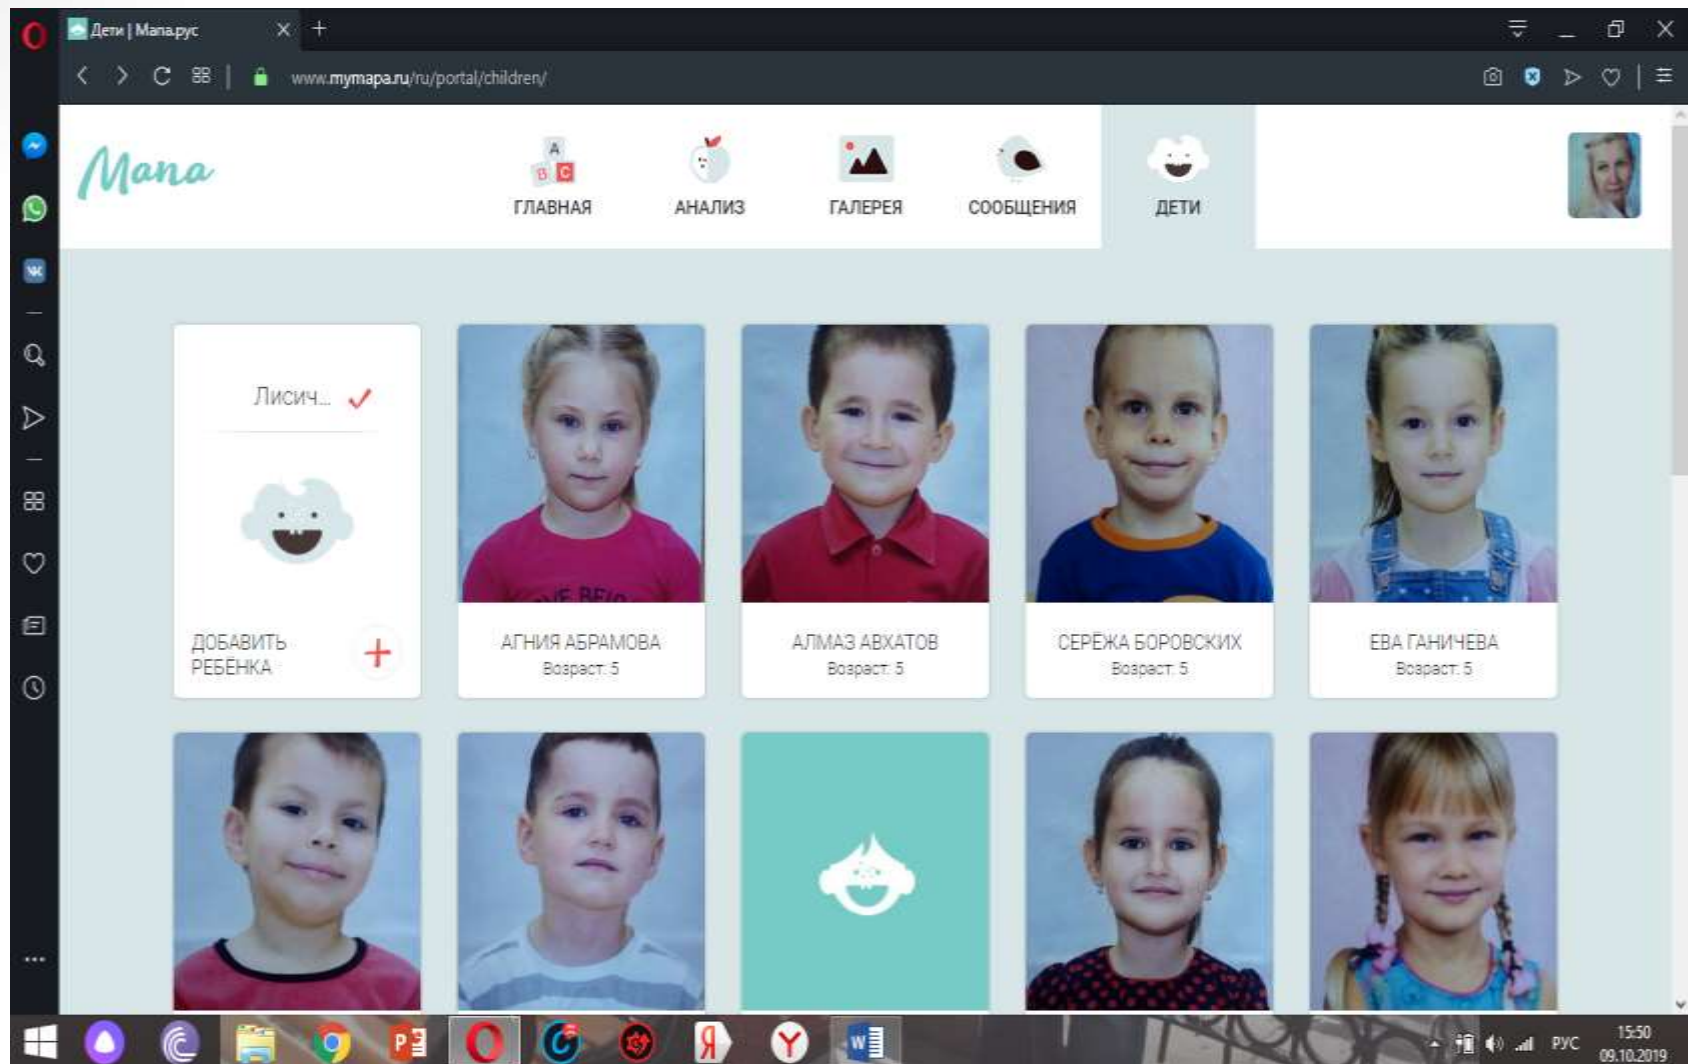 Дети | Мапа.рус
www.mymapa.ru/ru/portal/children/
Мапа
A
B C
ГЛАВНАЯ
АНАЛИЗ
ГАЛЕРЕЯ
СООБЩЕНИЯ
ДЕТИ
Лисич...
ДОБАВИТЬ
РЕБЁНКА
АГНИЯ АБРАМОВА
Возраст: 5
АЛМАЗ АВХАТОВ
Возраст: 5
СЕРЁЖА БОРОВСКИХ
Возраст: 5
ЕВА ГАНИЧЕВА
Возраст: 5
РУС
15:50
09.10.2019